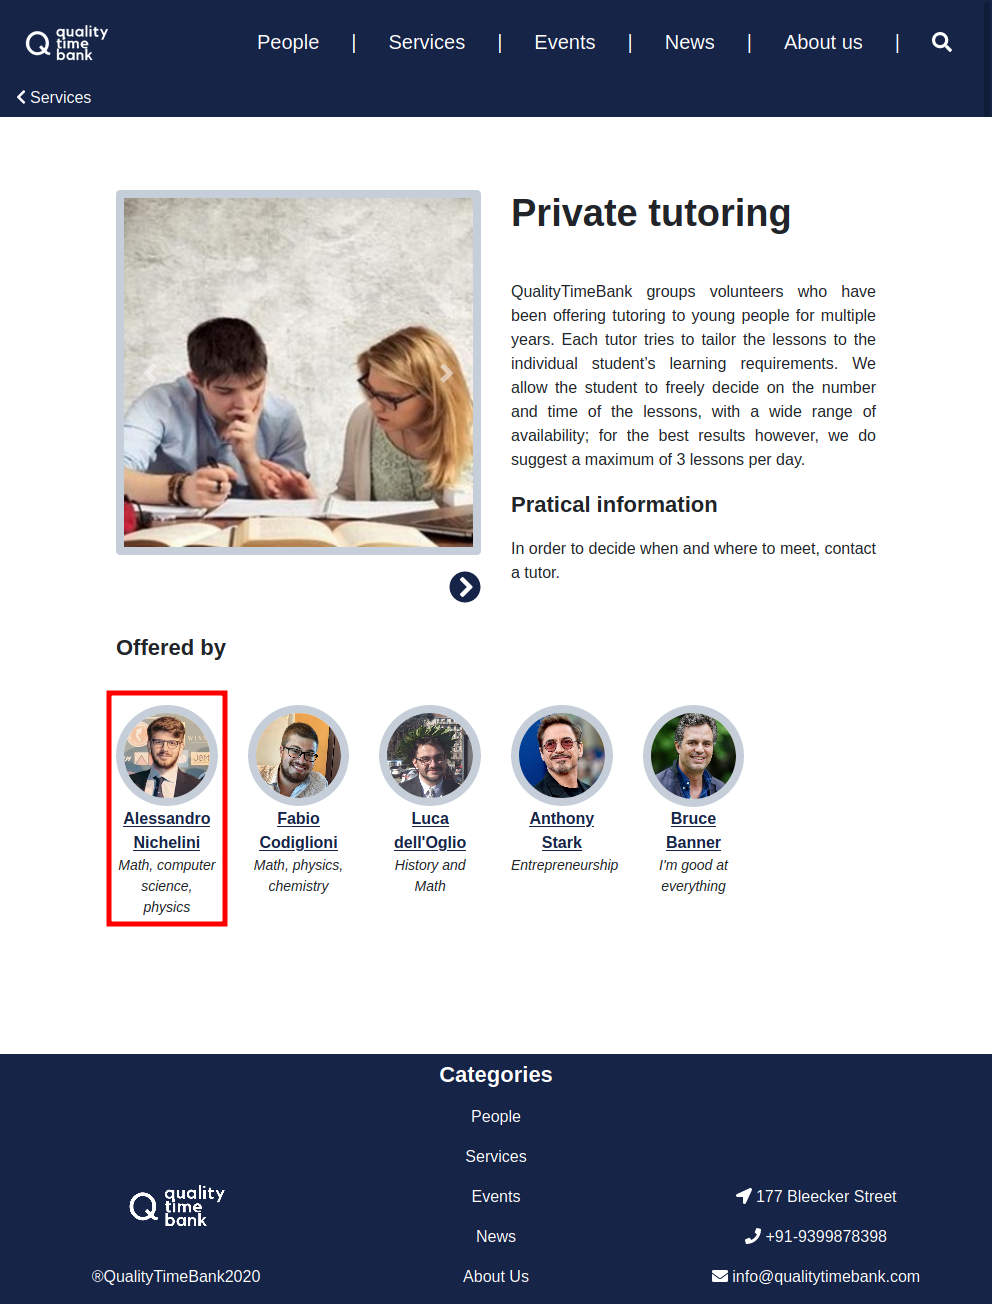 quality
time
bank
People | Services | Events | News | About us |
Services
Private tutoring
QualityTimeBank groups volunteers who have
been offering tutoring to young people for multiple
years. Each tutor tries to tailor the lessons to the
individual student’s learning requirements. We
allow the student to freely decide on the number
and time of the lessons, with a wide range of
availability; for the best results however, we do
suggest a maximum of 3 lessons per day.
Pratical information
In order to decide when and where to meet, contact
a tutor.
Offered by
Alessandro
Nichelini
Math, computer
science,
physics
Fabio
Codiglioni
Math, physics,
chemistry
Luca
dell'Oglio
History and
Math
Anthony
Stark
Entrepreneurship
Bruce
Banner
I'm good at
everything
quality
time
bank
®QualityTimeBank2020
Categories
People
Services
Events
News
About Us
177 Bleecker Street
+91-9399878398
info@qualitytimebank.com